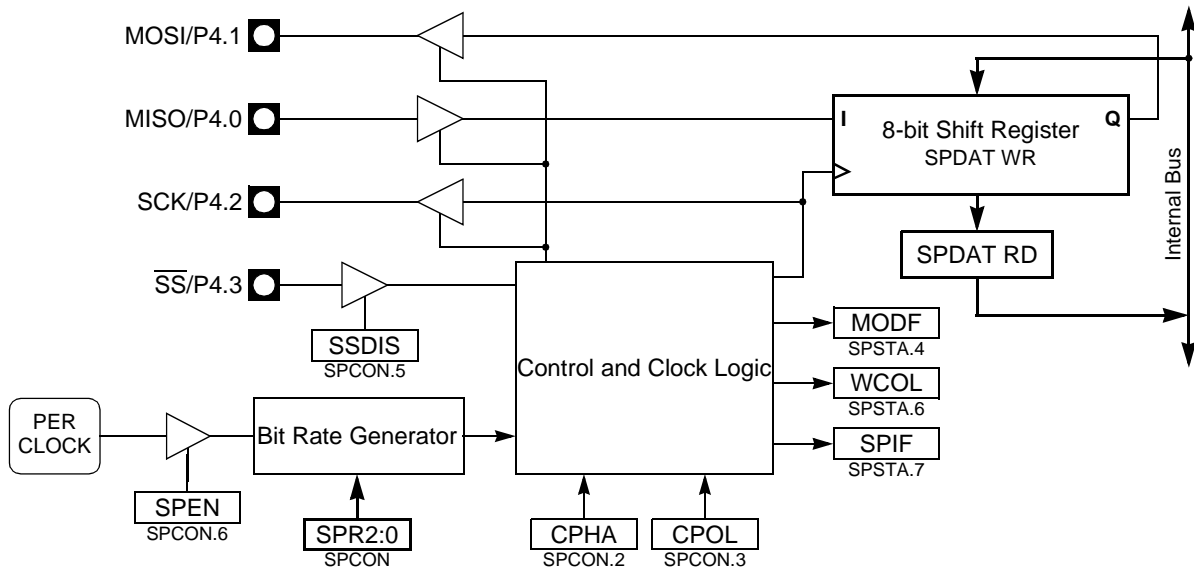 MOSI/P4.1
MISO/P4.0
SCK/P4.2
SS/P4.3
I
8-bit Shift Register
SPDAT WR
Q
Internal Bus
SPDAT RD
SSDIS
SPCON.5
Control and Clock Logic
MODF
SPSTA.4
WCOL
SPSTA.6
SPIF
SPSTA.7
PER
CLOCK
Bit Rate Generator
SPEN
SPCON.6
SPR2:0
SPCON
CPHA
SPCON.2
CPOL
SPCON.3